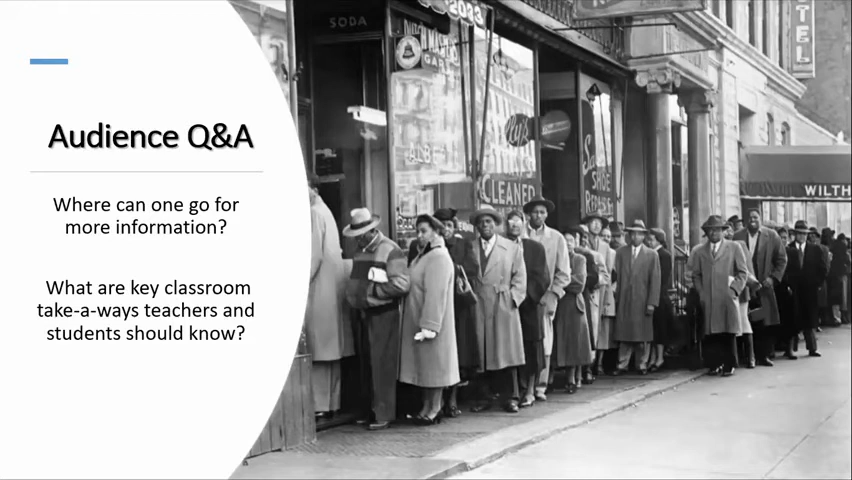 Audience Q&A
Where can one go for
more information?
What are key classroom
take-a-ways teachers and
students should know?
SODA
2093
CLEANED
SHOE
TEL
WILTH